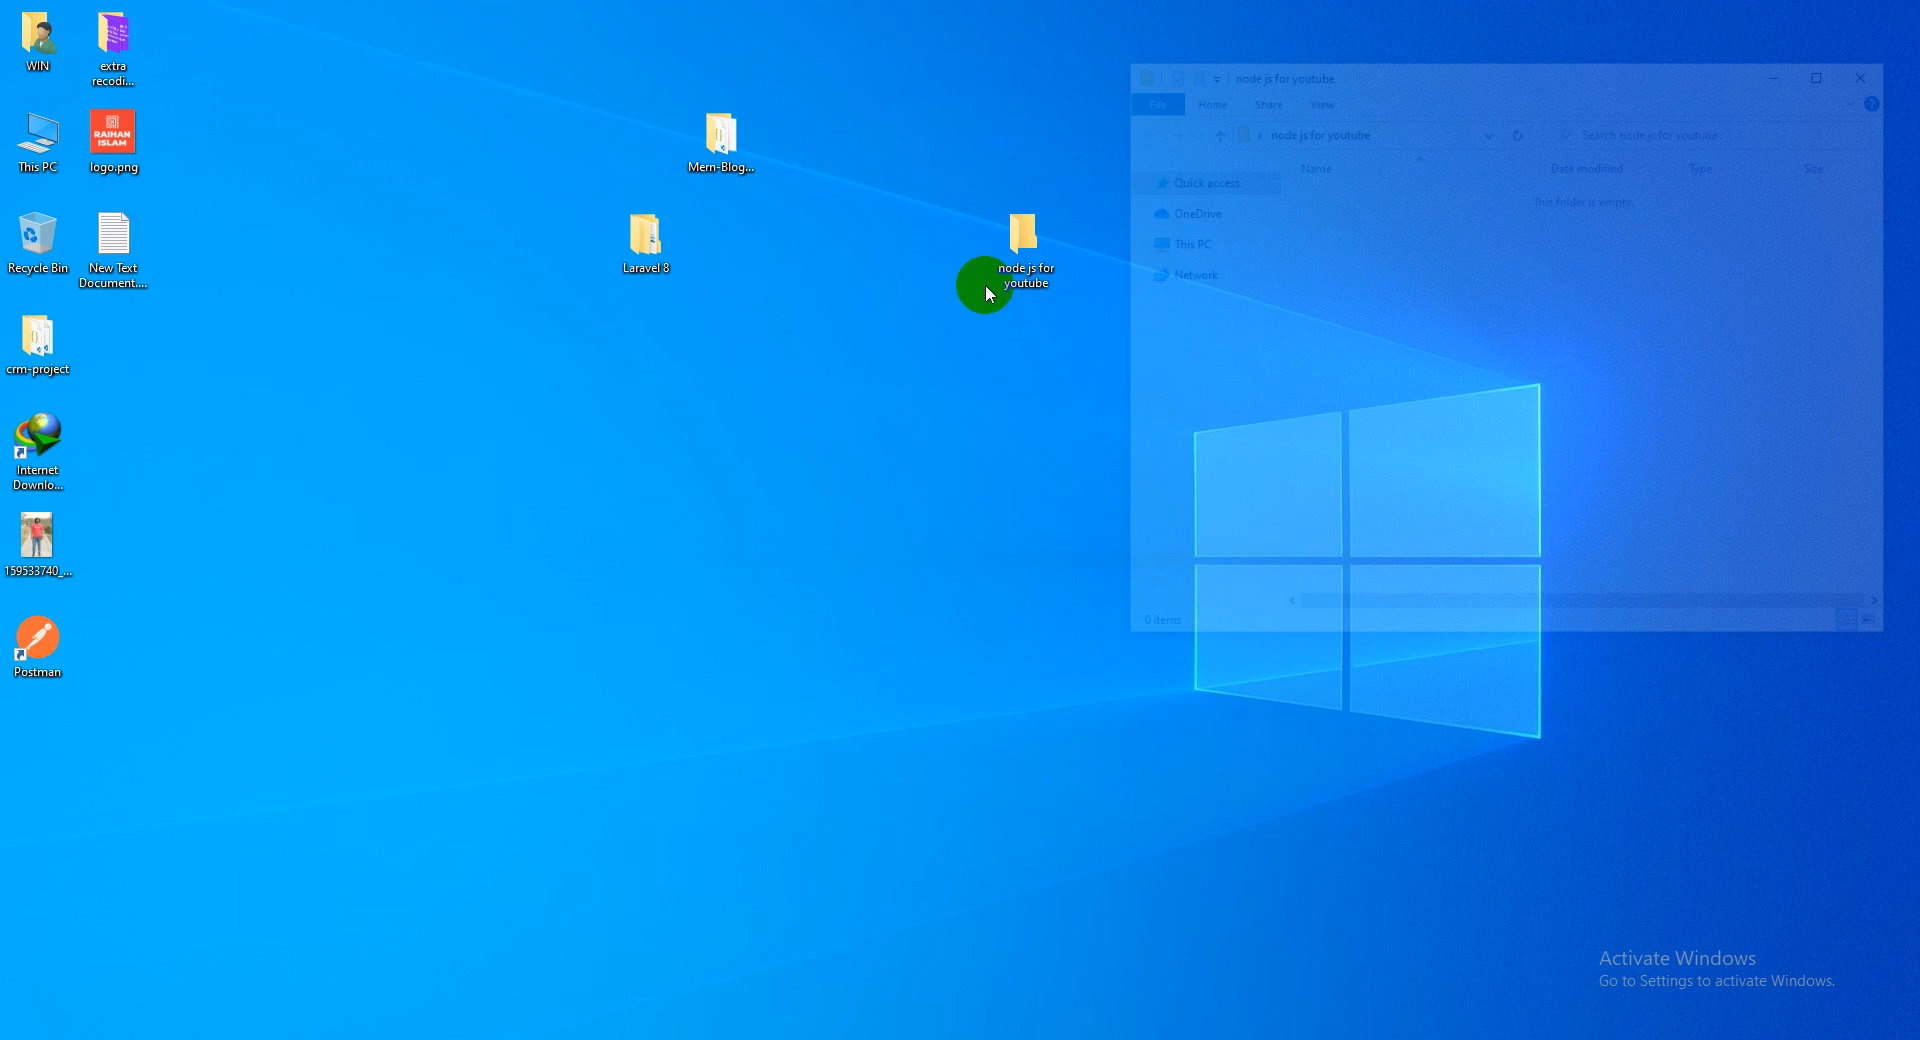 WIN
extra
recodi...
This PC
RAIHAN
ISLAM
logo.png
Recycle Bin
New Text
Document....
crm-project
Internet
Downlo...
159533740_...
Postman
Mern-Blog...
Laravel 8
node js for
youtube
node js for youtube
File
Home
Share
View
node js for youtube
Search node js for youtube
Name
Date modified
Type
Size
This folder is empty.
Quick access
OneDrive
This PC
Network
0 items
Activate Windows
Go to Settings to activate Windows.